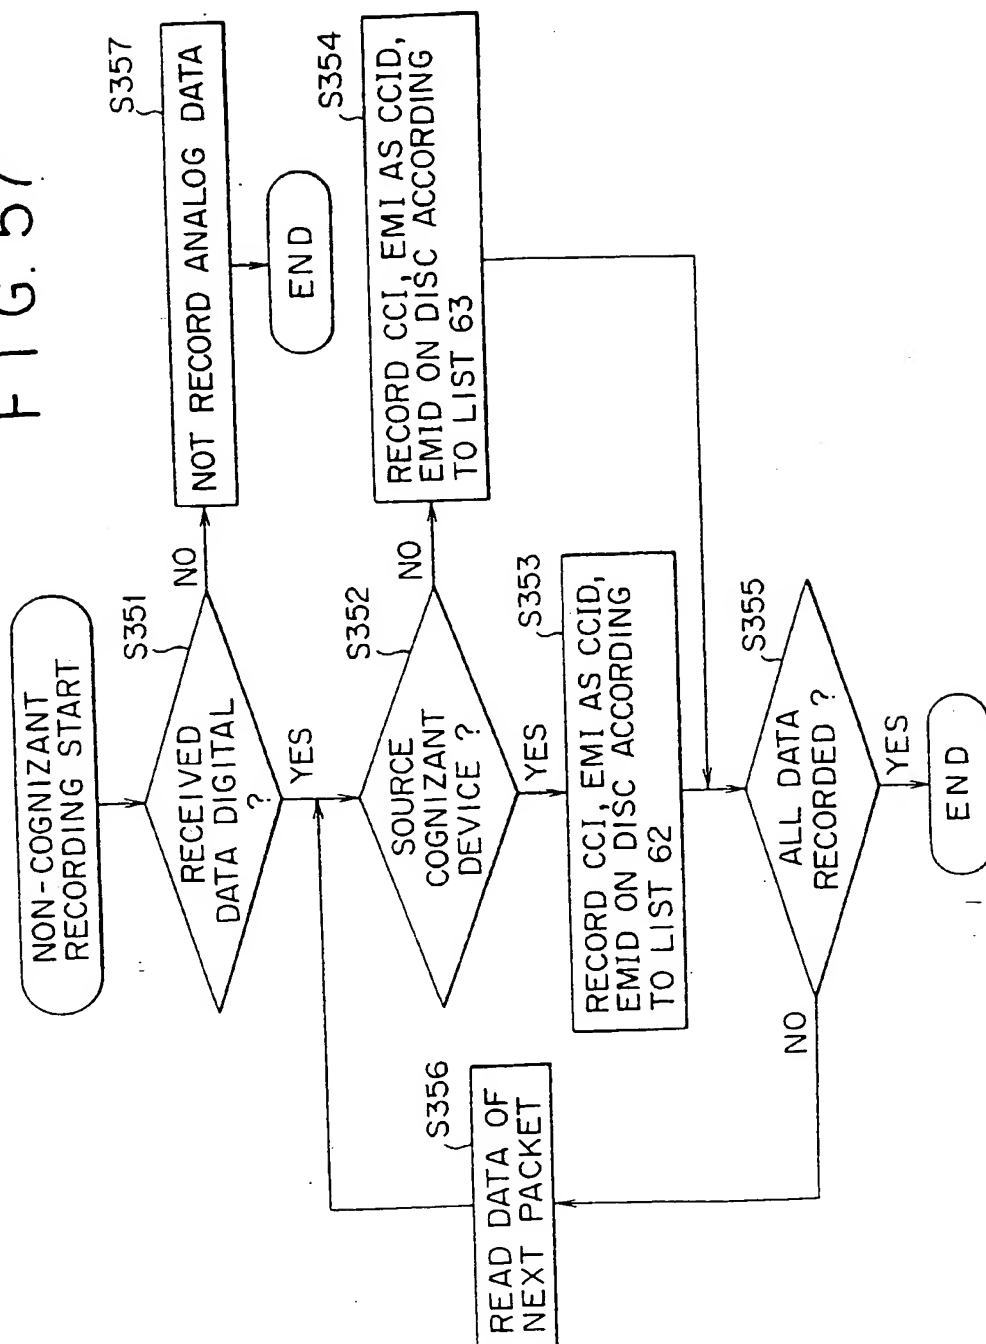 FIG. 57
NON-COGNIZANT
RECORDING START
S351
RECEIVED
DATA DIGITAL
?
NO
YES
S357
NOT RECORD ANALOG DATA
END
S352
SOURCE
COGNIZANT
DEVICE ?
NO
YES
S354
RECORD CCI, EMI AS CCID,
EMID ON DISC ACCORDING
TO LIST 63
S353
RECORD CCI, EMI AS CCID,
EMID ON DISC ACCORDING
TO LIST 62
S355
ALL DATA
RECORDED ?
NO
YES
S356
READ DATA OF
NEXT PACKET
END